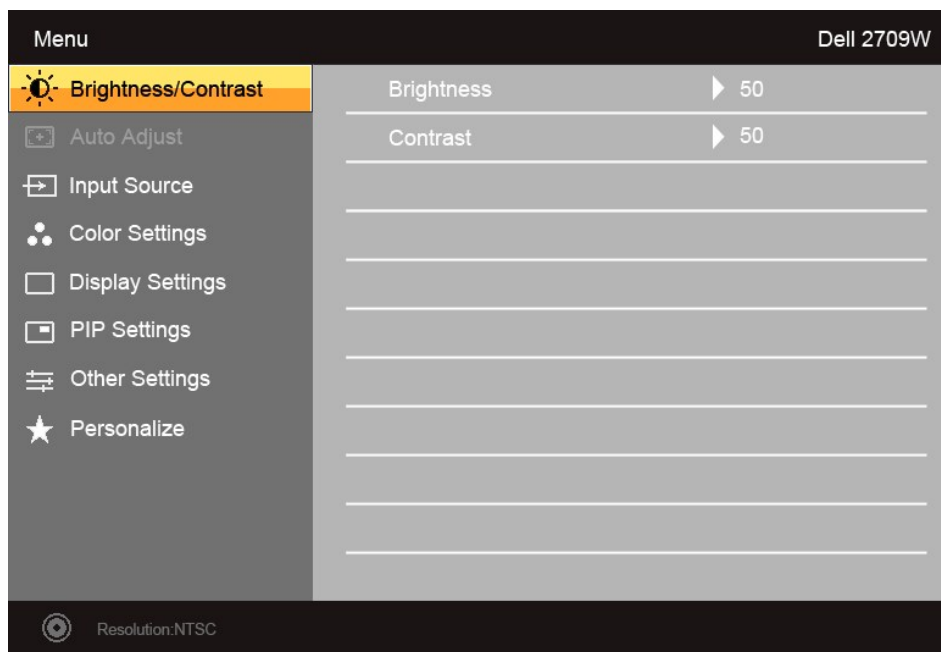 Menu Dell 2709W
Brightness/Contrast Brightness 50
Auto Adjust Contrast 50
Input Source
Color Settings
Display Settings
PIP Settings
Other Settings
Personalize
Resolution:NTSC